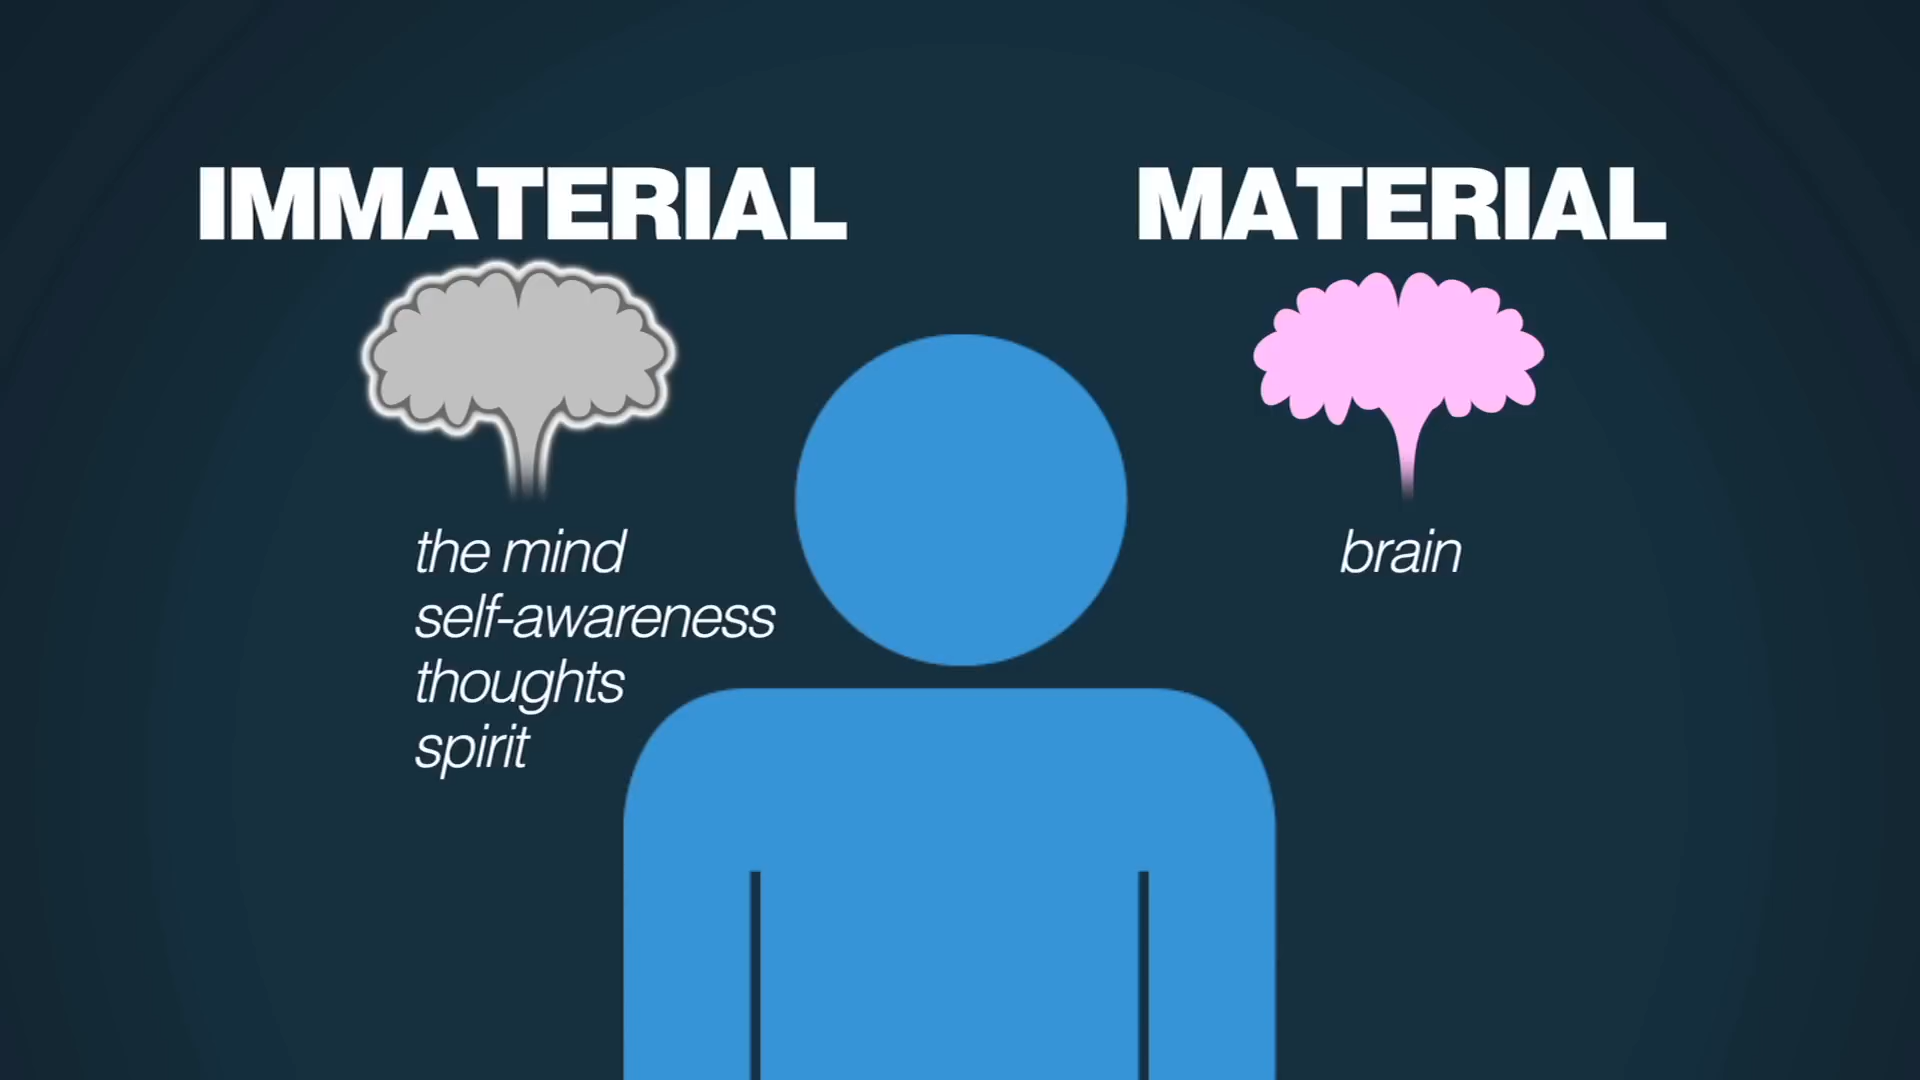 IMMATERIAL
the mind
self-awareness
thoughts
spirit
MATERIAL
brain